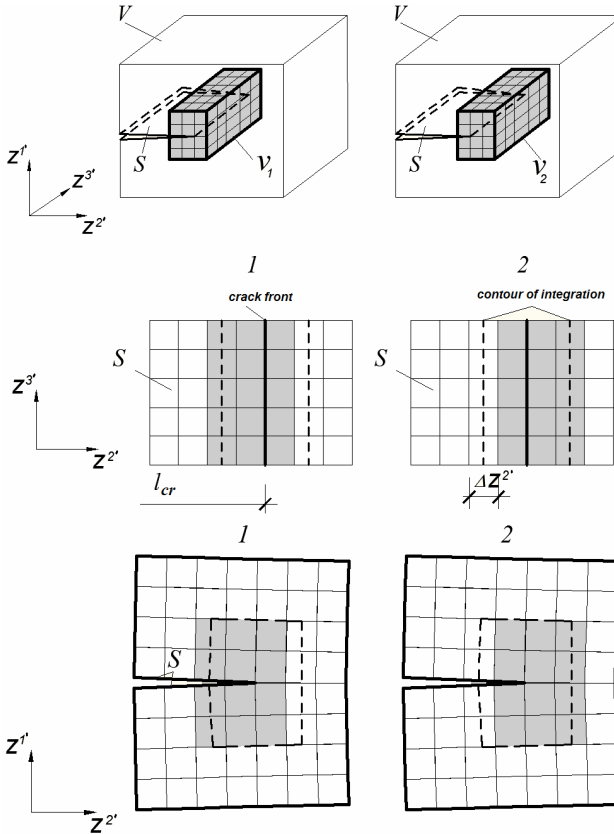 V V
S S
v₁ v₂
z¹'
z³'
z²'
1 2
crack front contour of integration
S S
z³'
z²'
l_cr Δz²'
1 2
S
z¹'
z²'